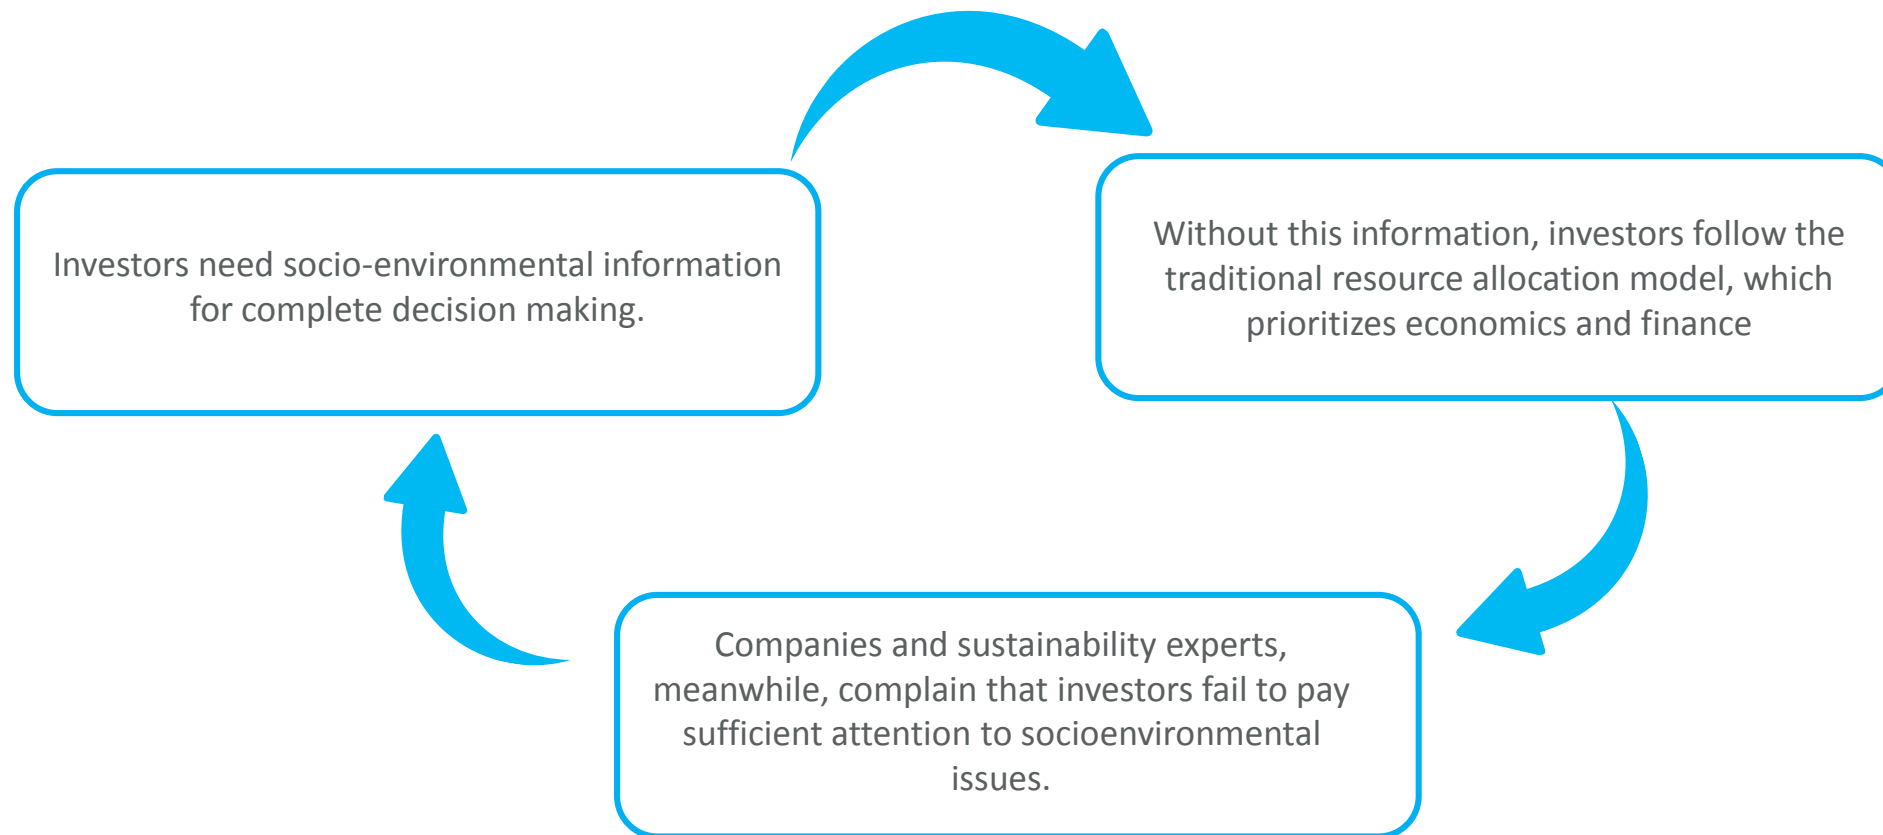 Investors need socio-environmental information
for complete decision making.
Without this information, investors follow the
traditional resource allocation model, which
prioritizes economics and finance
Companies and sustainability experts,
meanwhile, complain that investors fail to pay
sufficient attention to socioenvironmental
issues.